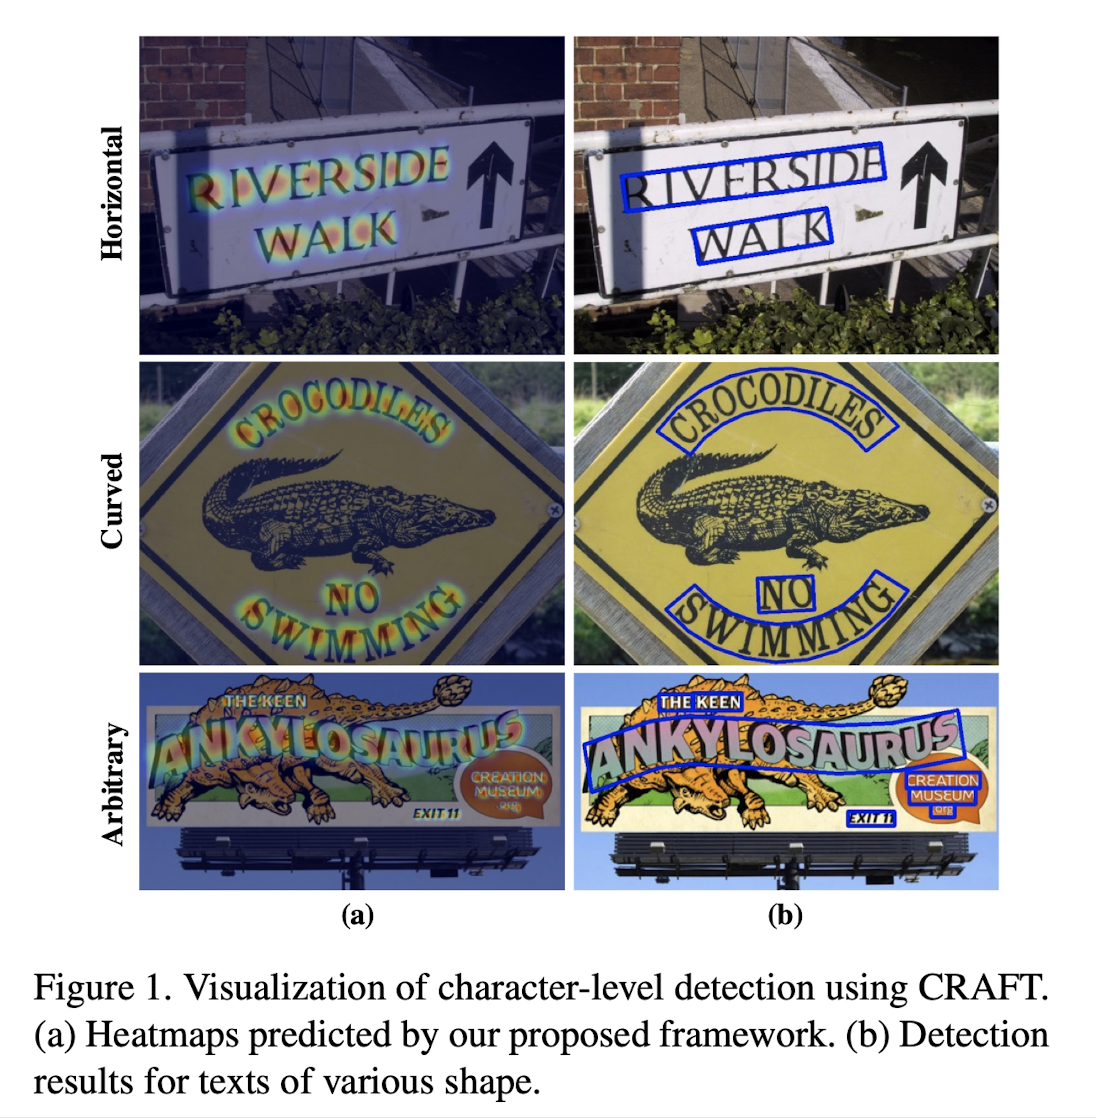 Horizontal
RIVERSIDE
WALK
RIVERSIDE
WALK
Curved
CROCODILES
NO
SWIMMING
CROCODILES
NO
SWIMMING
Arbitrary
THE KEEN
ANKYLOSAURUS
CREATION
MUSEUM
.org
EXIT 11
THE KEEN
ANKYLOSAURUS
CREATION
MUSEUM
.org
EXIT 11
(a)
(b)
Figure 1. Visualization of character-level detection using CRAFT.
(a) Heatmaps predicted by our proposed framework. (b) Detection
results for texts of various shape.